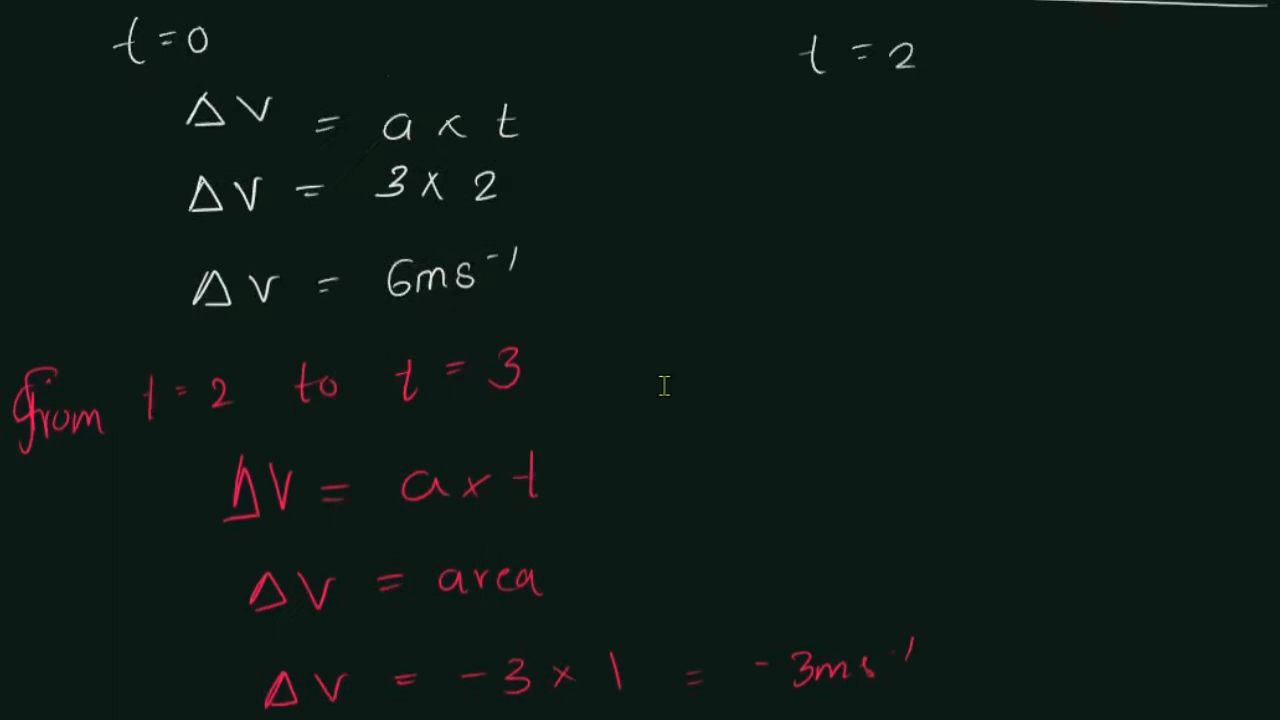 t = 0 t = 2
ΔV = a × t
ΔV = 3 × 2
ΔV = 6ms⁻¹
From t = 2 to t = 3
ΔV = a × t
ΔV = area
ΔV = -3 × 1 = -3ms⁻¹